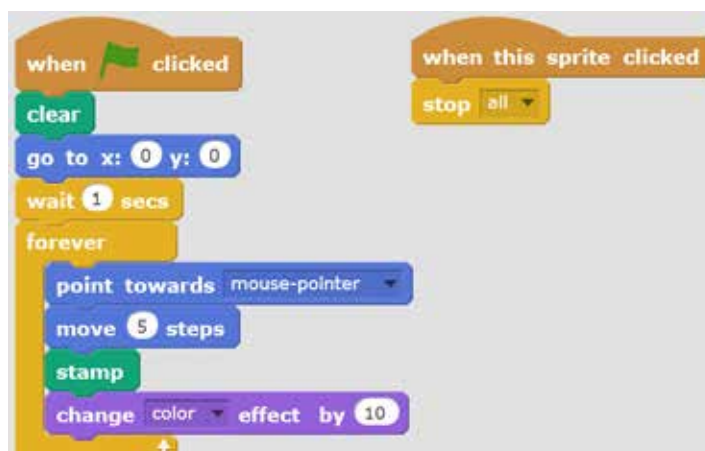 when clicked
clear
go to x: 0 y: 0
wait 1 secs
forever
point towards mouse-pointer
move 5 steps
stamp
change color effect by 10
when this sprite clicked
stop all